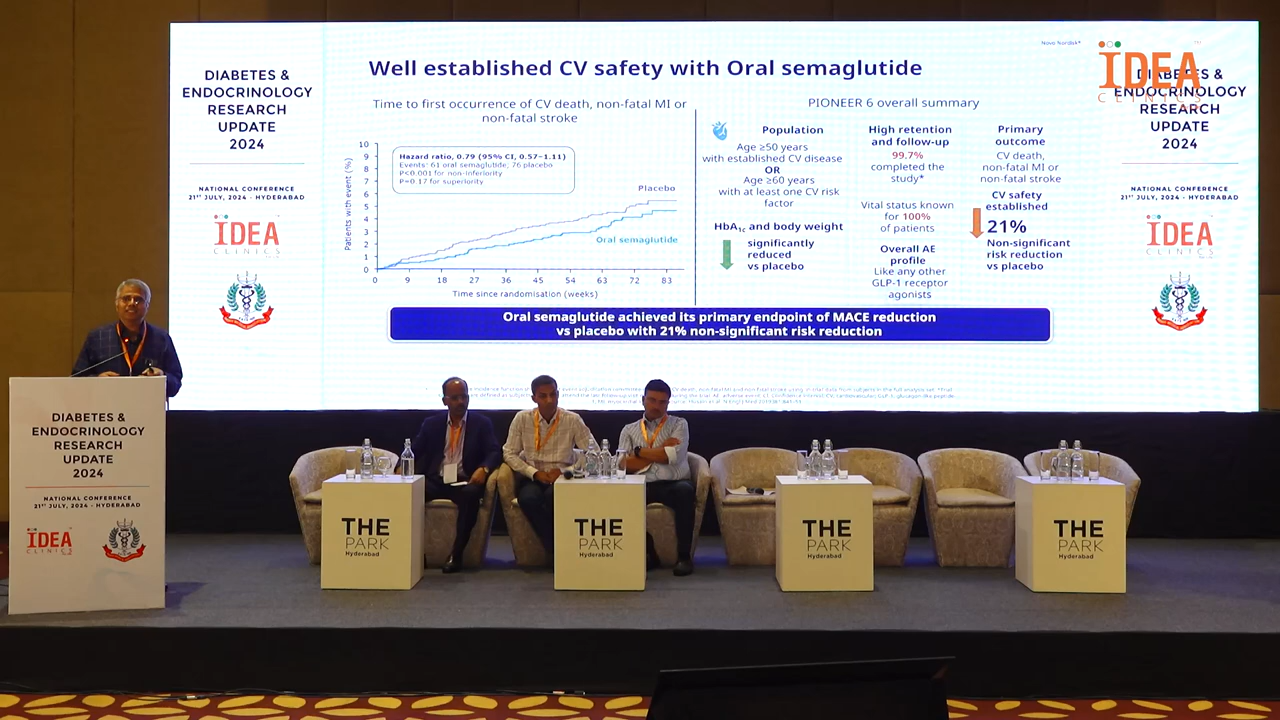 DIABETES &
ENDOCRINOLOGY
RESEARCH
UPDATE
2024
NATIONAL CONFERENCE
21ST JULY, 2024 - HYDERABAD
IDEA
CLINICS
Novo Nordisk®
Well established CV safety with Oral semaglutide
Time to first occurrence of CV death, non-fatal MI or
non-fatal stroke
Patients with event (%)
10
9
8
7
6
5
4
3
2
1
0
Hazard ratio, 0.79 (95% CI, 0.57–1.11)
Events: 61 oral semaglutide; 76 placebo
P<0.001 for non-inferiority
P=0.17 for superiority
Placebo
Oral semaglutide
0 9 18 27 36 45 54 63 72 83
Time since randomisation (weeks)
PIONEER 6 overall summary
Population
Age ≥50 years
with established CV disease
OR
Age ≥60 years
with at least one CV risk
factor
HbA1c and body weight
significantly
reduced
vs placebo
High retention
and follow-up
99.7%
completed the
study*
Vital status known
for 100%
of patients
Overall AE
profile
Like any other
GLP-1 receptor
agonists
Primary
outcome
CV death,
non-fatal MI or
non-fatal stroke
CV safety
established
21%
Non-significant
risk reduction
vs placebo
Oral semaglutide achieved its primary endpoint of MACE reduction
vs placebo with 21% non-significant risk reduction
IDEA
CLINICS
DIABETES &
ENDOCRINOLOGY
RESEARCH
UPDATE
2024
NATIONAL CONFERENCE
21ST JULY, 2024 - HYDERABAD
IDEA
CLINICS
DIABETES &
ENDOCRINOLOGY
RESEARCH
UPDATE
2024
NATIONAL CONFERENCE
21ST JULY, 2024 - HYDERABAD
IDEA
CLINICS
THE
PARK
Hyderabad
THE
PARK
Hyderabad
THE
PARK
Hyderabad
THE
PARK
Hyderabad